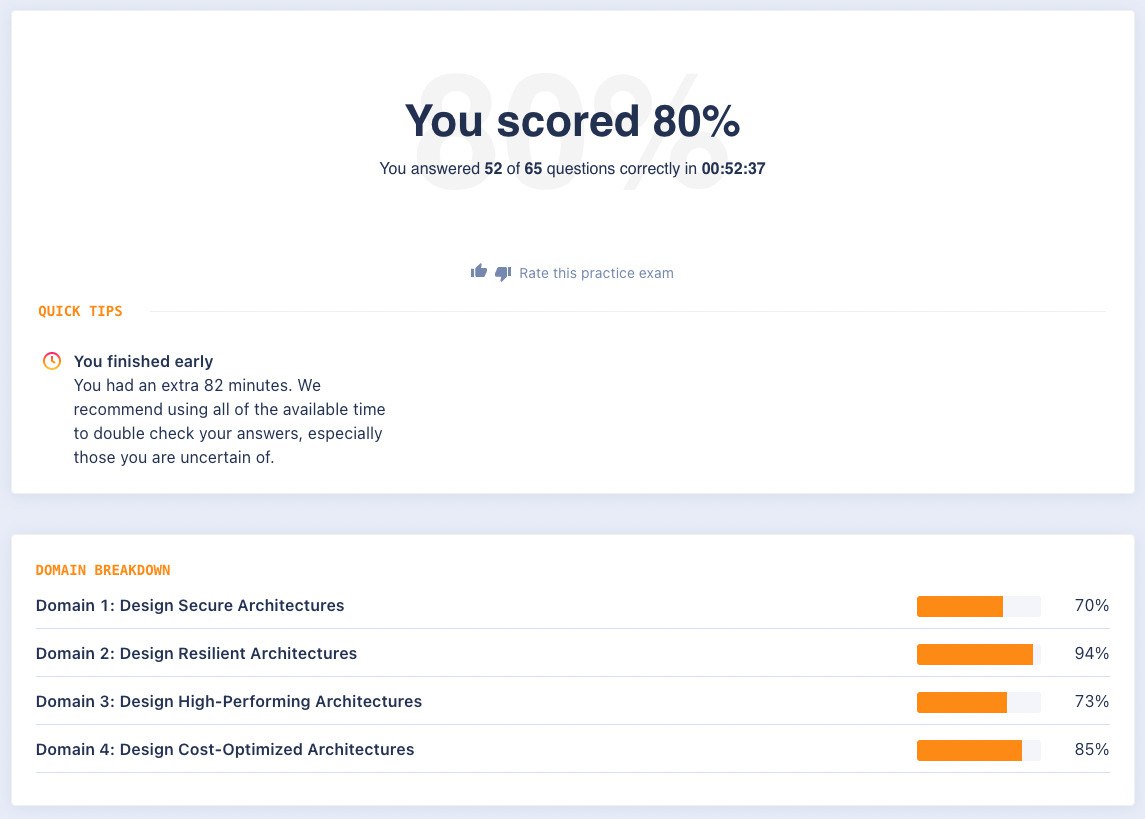 80%
You scored 80%
You answered 52 of 65 questions correctly in 00:52:37
Rate this practice exam
QUICK TIPS
You finished early
You had an extra 82 minutes. We
recommend using all of the available time
to double check your answers, especially
those you are uncertain of.
DOMAIN BREAKDOWN
Domain 1: Design Secure Architectures 70%
Domain 2: Design Resilient Architectures 94%
Domain 3: Design High-Performing Architectures 73%
Domain 4: Design Cost-Optimized Architectures 85%